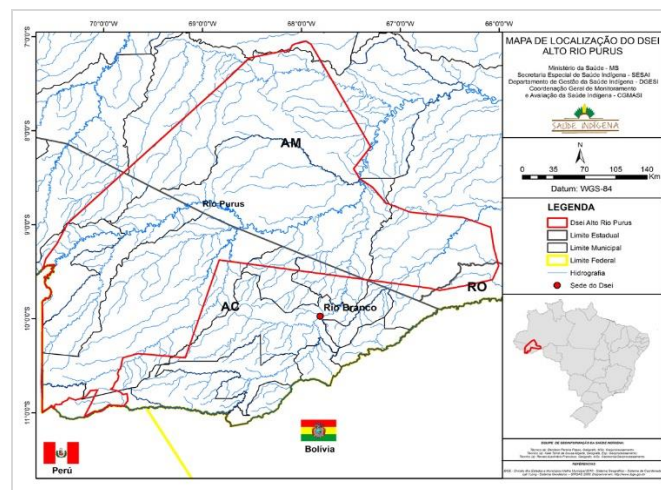 70°0'0"W 69°0'0"W 68°0'0"W 67°0'0"W 66°0'0"W
7°0'0"S
8°0'0"S
9°0'0"S
10°0'0"S
11°0'0"S
AM
Rio Purus
AC
RO
Rio Branco
Perú
Bolívia
MAPA DE LOCALIZAÇÃO DO DSEI
ALTO RIO PURUS
Ministério da Saúde - MS
Secretaria Especial de Saúde Indígena - SESAI
Departamento de Gestão da Saúde Indígena - DGESI
Coordenação Geral de Monitoramento
e Avaliação da Saúde Indígena - CGMASI
SAÚDE INDÍGENA
N
0 17,5 35 70 105 140
Km
Datum: WGS-84
LEGENDA
Dsei Alto Rio Purus
Limite Estadual
Limite Municipal
Limite Federal
Hidrografia
Sede do Dsei